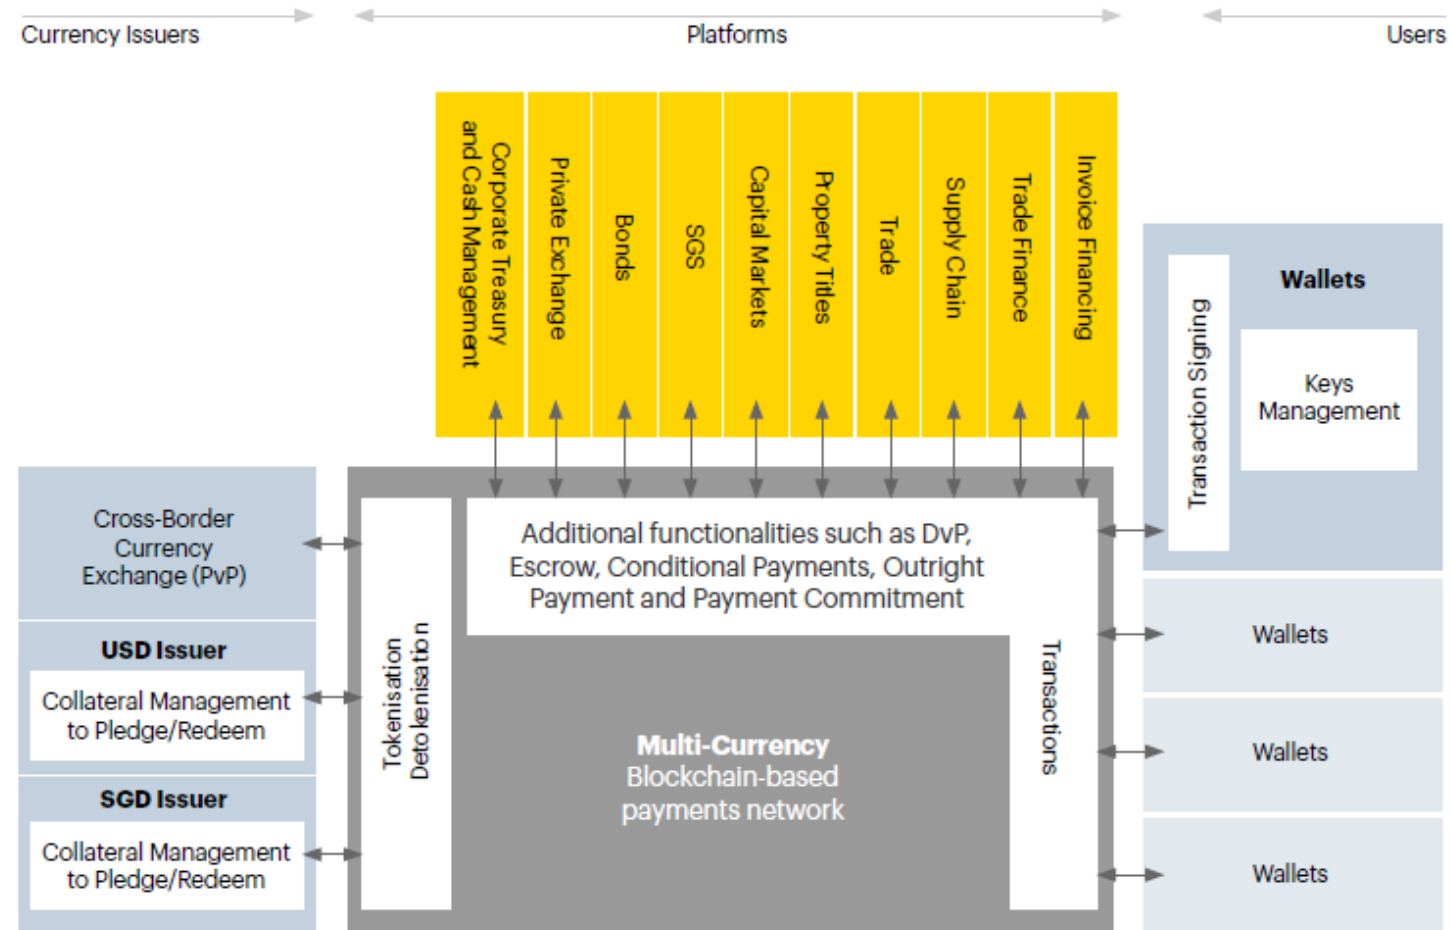 Currency Issuers
Platforms
Users
Corporate Treasury
and Cash Management
Private Exchange
Bonds
SGS
Capital Markets
Property Titles
Trade
Supply Chain
Trade Finance
Invoice Financing
Cross-Border
Currency
Exchange (PvP)
USD Issuer
Collateral Management
to Pledge/Redeem
SGD Issuer
Collateral Management
to Pledge/Redeem
Tokenisation
Detokenisation
Additional functionalities such as DvP,
Escrow, Conditional Payments, Outright
Payment and Payment Commitment
Transactions
Multi-Currency
Blockchain-based
payments network
Transaction Signing
Wallets
Keys
Management
Wallets
Wallets
Wallets